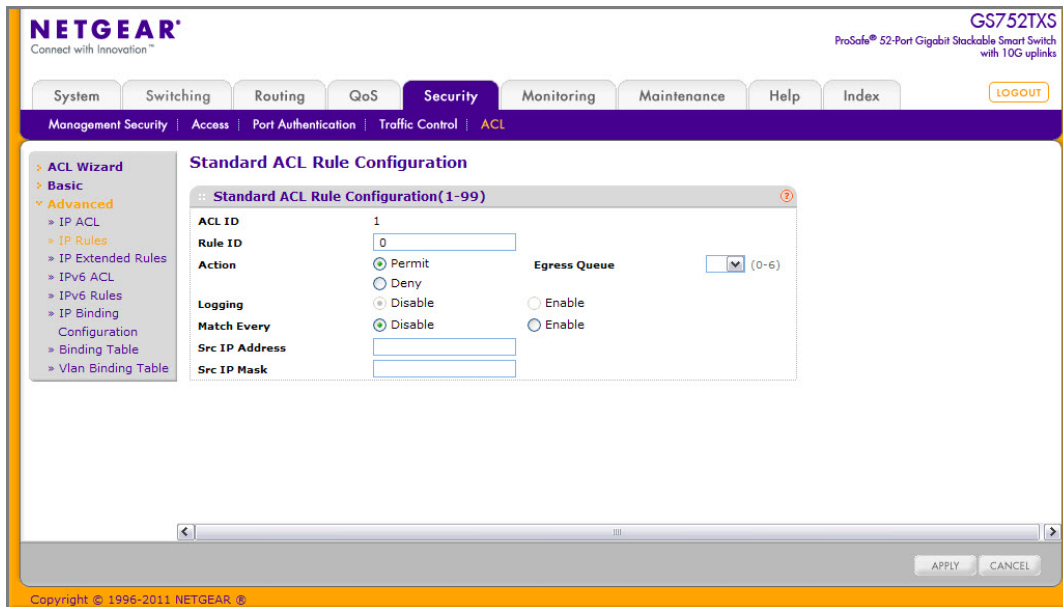 NETGEAR®
Connect with Innovation™
GS752TXS
ProSafe® 52-Port Gigabit Stackable Smart Switch
with 10G uplinks
System Switching Routing QoS Security Monitoring Maintenance Help Index LOGOUT
Management Security | Access | Port Authentication | Traffic Control | ACL
ACL Wizard
Basic
Advanced
» IP ACL
» IP Rules
» IP Extended Rules
» IPv6 ACL
» IPv6 Rules
» IP Binding
Configuration
» Binding Table
» Vlan Binding Table
Standard ACL Rule Configuration
Standard ACL Rule Configuration(1-99) ?
ACL ID 1
Rule ID 0
Action Permit Egress Queue (0-6)
Deny
Logging Disable Enable
Match Every Disable Enable
Src IP Address
Src IP Mask
APPLY CANCEL
Copyright © 1996-2011 NETGEAR ®